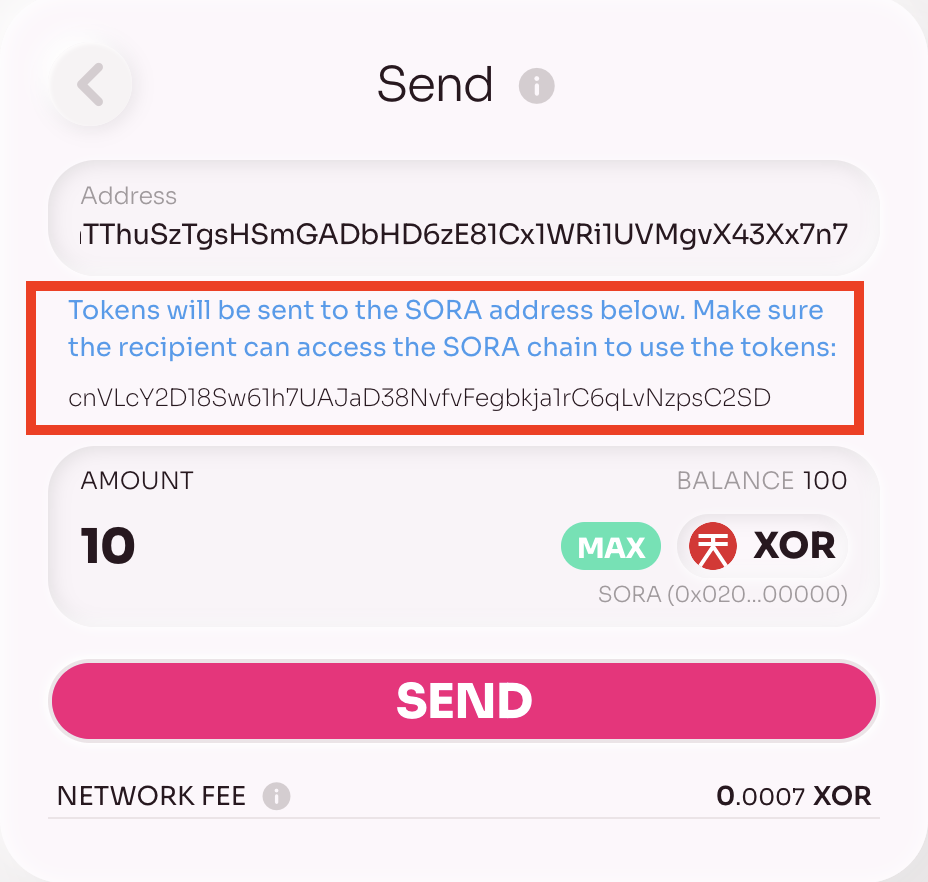 Send
Address
TThuSzTgsHSmGADbHD6zE81Cx1WRi1UVMgvX43Xx7n7
Tokens will be sent to the SORA address below. Make sure
the recipient can access the SORA chain to use the tokens:
cnVLcY2D18Sw61h7UAJaD38NvfvFegbkja1rC6qLvNzpsC2SD
AMOUNT
BALANCE 100
10
MAX
XOR
SORA (0x020...00000)
SEND
NETWORK FEE
0.0007 XOR